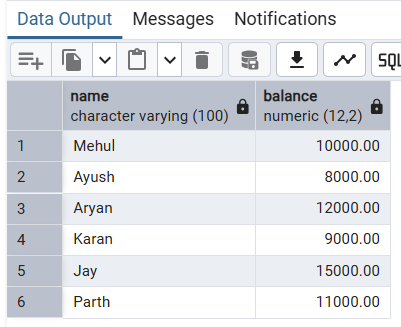 Data Output Messages Notifications
SQL
name balance
character varying (100) numeric (12,2)
1 Mehul 10000.00
2 Ayush 8000.00
3 Aryan 12000.00
4 Karan 9000.00
5 Jay 15000.00
6 Parth 11000.00